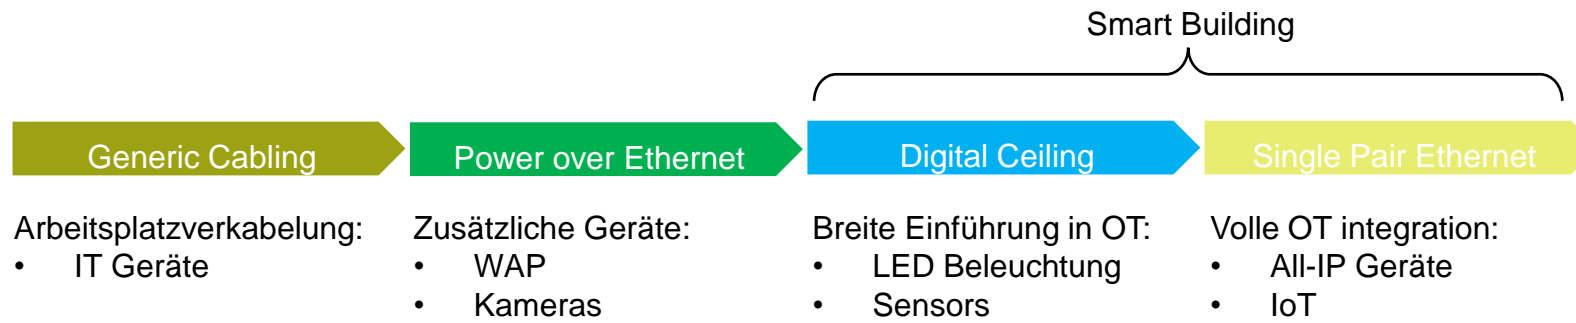 Smart Building
Generic Cabling
Power over Ethernet
Digital Ceiling
Single Pair Ethernet
Arbeitsplatzverkabelung:
• IT Geräte
Zusätzliche Geräte:
• WAP
• Kameras
Breite Einführung in OT:
• LED Beleuchtung
• Sensors
Volle OT integration:
• All-IP Geräte
• IoT